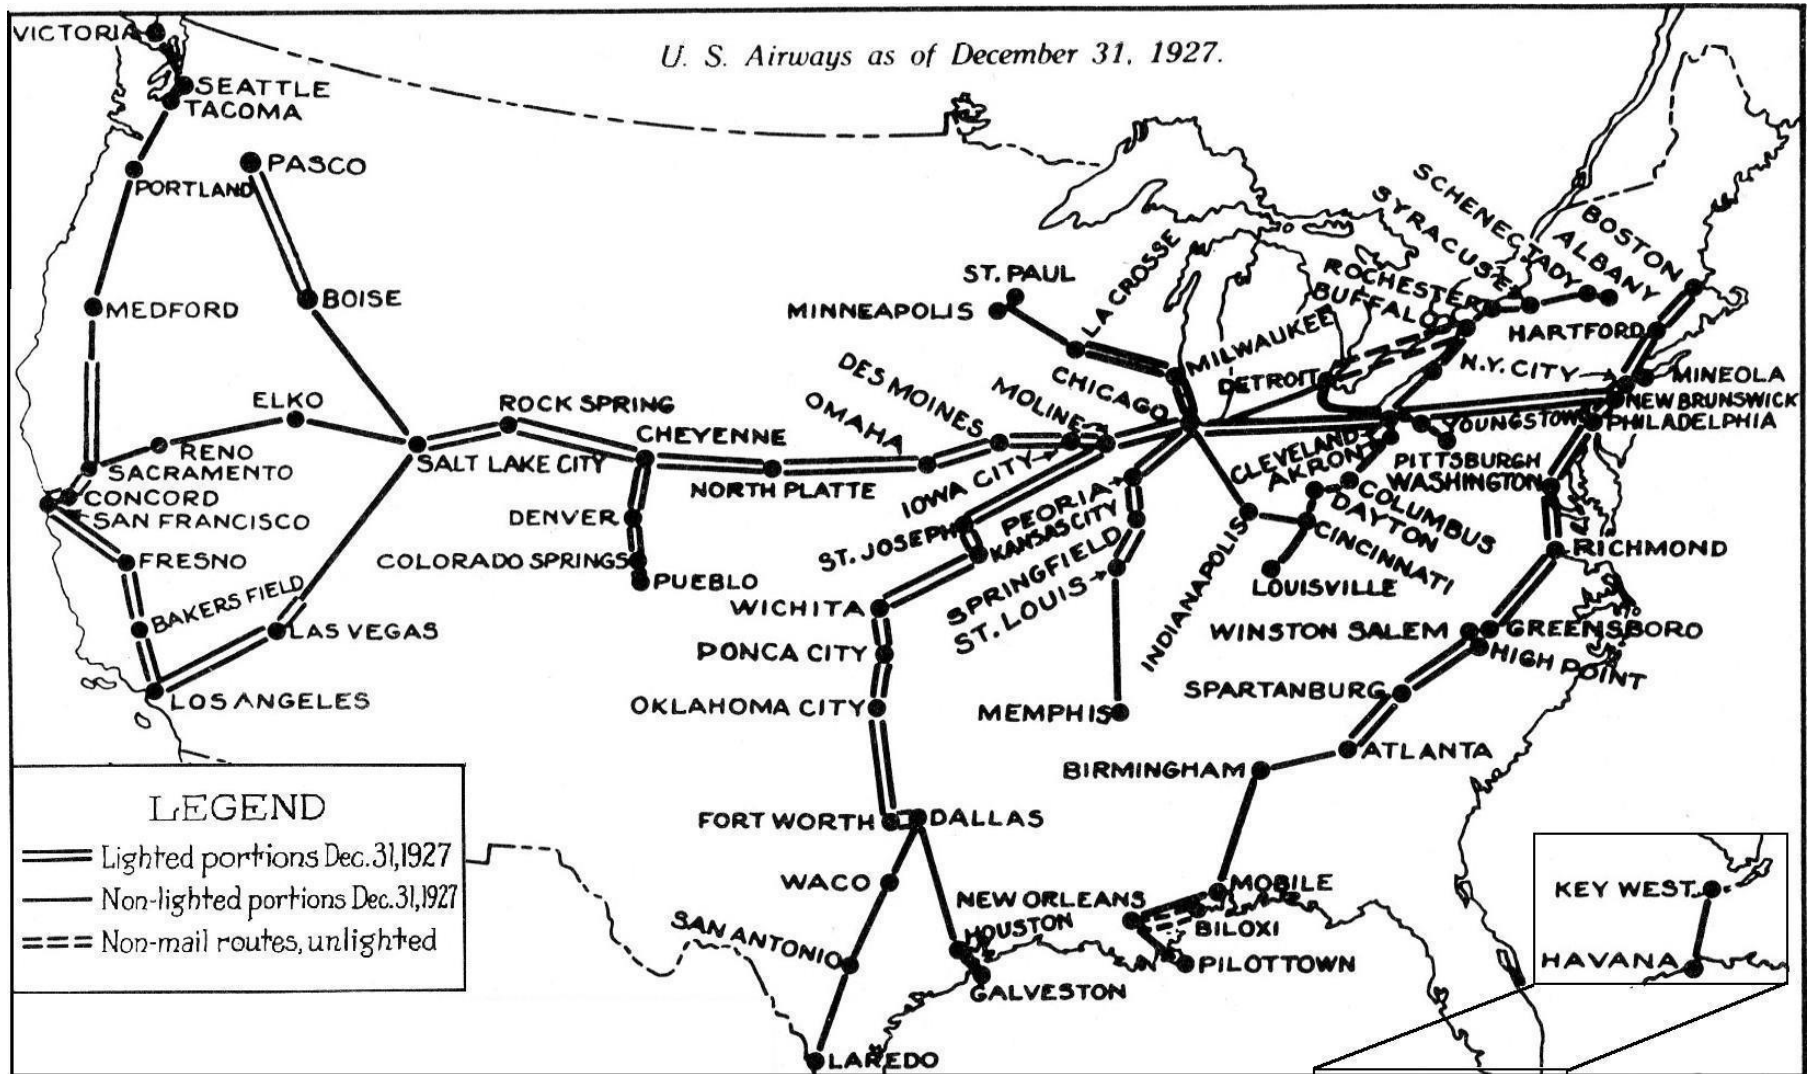 U. S. Airways as of December 31, 1927.
VICTORIA
SEATTLE
TACOMA
PASCO
PORTLAND
MEDFORD
BOISE
ELKO
RENO
SACRAMENTO
CONCORD
SAN FRANCISCO
FRESNO
BAKERSFIELD
LAS VEGAS
LOS ANGELES
SALT LAKE CITY
ROCK SPRING
CHEYENNE
NORTH PLATTE
DENVER
COLORADO SPRINGS
PUEBLO
OMAHA
DES MOINES
IOWA CITY
MOLINE
ST. PAUL
MINNEAPOLIS
LA CROSSE
MILWAUKEE
CHICAGO
ST. JOSEPH
KANSAS CITY
WICHITA
PONCA CITY
OKLAHOMA CITY
FORT WORTH
DALLAS
WACO
SAN ANTONIO
LAREDO
HOUSTON
GALVESTON
PEORIA
SPRINGFIELD
ST. LOUIS
MEMPHIS
INDIANAPOLIS
CINCINNATI
LOUISVILLE
DAYTON
COLUMBUS
AKRON
CLEVELAND
DETROIT
YOUNGSTOWN
PITTSBURGH
BUFFALO
ROCHESTER
SYRACUSE
SCHENECTADY
ALBANY
BOSTON
HARTFORD
N.Y. CITY
MINEOLA
NEW BRUNSWICK
PHILADELPHIA
WASHINGTON
RICHMOND
GREENSBORO
WINSTON SALEM
HIGH POINT
SPARTANBURG
ATLANTA
BIRMINGHAM
MOBILE
NEW ORLEANS
BILOXI
PILOTTOWN
KEY WEST
HAVANA
LEGEND
Lighted portions Dec. 31, 1927
Non-lighted portions Dec. 31, 1927
Non-mail routes, unlighted